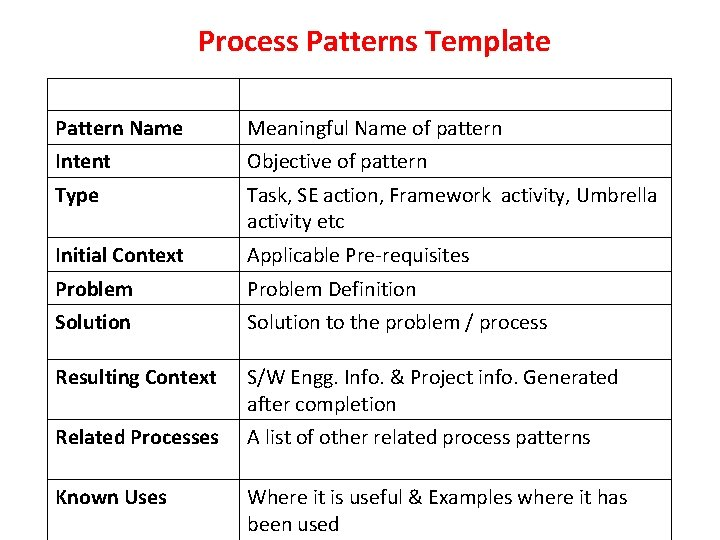 Process Patterns Template
Pattern Name Meaningful Name of pattern
Intent Objective of pattern
Type Task, SE action, Framework activity, Umbrella
activity etc
Initial Context Applicable Pre-requisites
Problem Problem Definition
Solution Solution to the problem / process
Resulting Context S/W Engg. Info. & Project info. Generated
after completion
Related Processes A list of other related process patterns
Known Uses Where it is useful & Examples where it has
been used